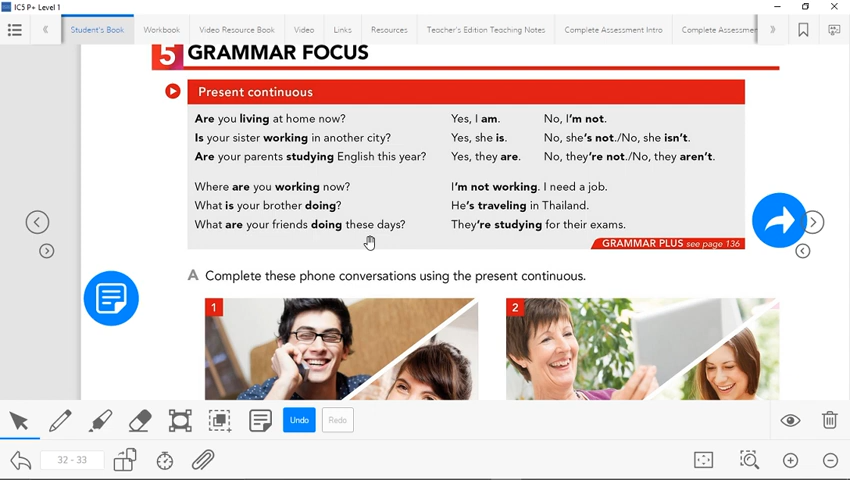 IC5 P+ Level 1
Student's Book Workbook Video Resource Book Video Links Resources Teacher's Edition Teaching Notes Complete Assessment Intro Complete Assessmen
5 GRAMMAR FOCUS
Present continuous
Are you living at home now? Yes, I am. No, I'm not.
Is your sister working in another city? Yes, she is. No, she's not./No, she isn't.
Are your parents studying English this year? Yes, they are. No, they're not./No, they aren't.
Where are you working now? I'm not working. I need a job.
What is your brother doing? He's traveling in Thailand.
What are your friends doing these days? They're studying for their exams.
GRAMMAR PLUS see page 136
A Complete these phone conversations using the present continuous.
1 2
Undo Redo
32 - 33